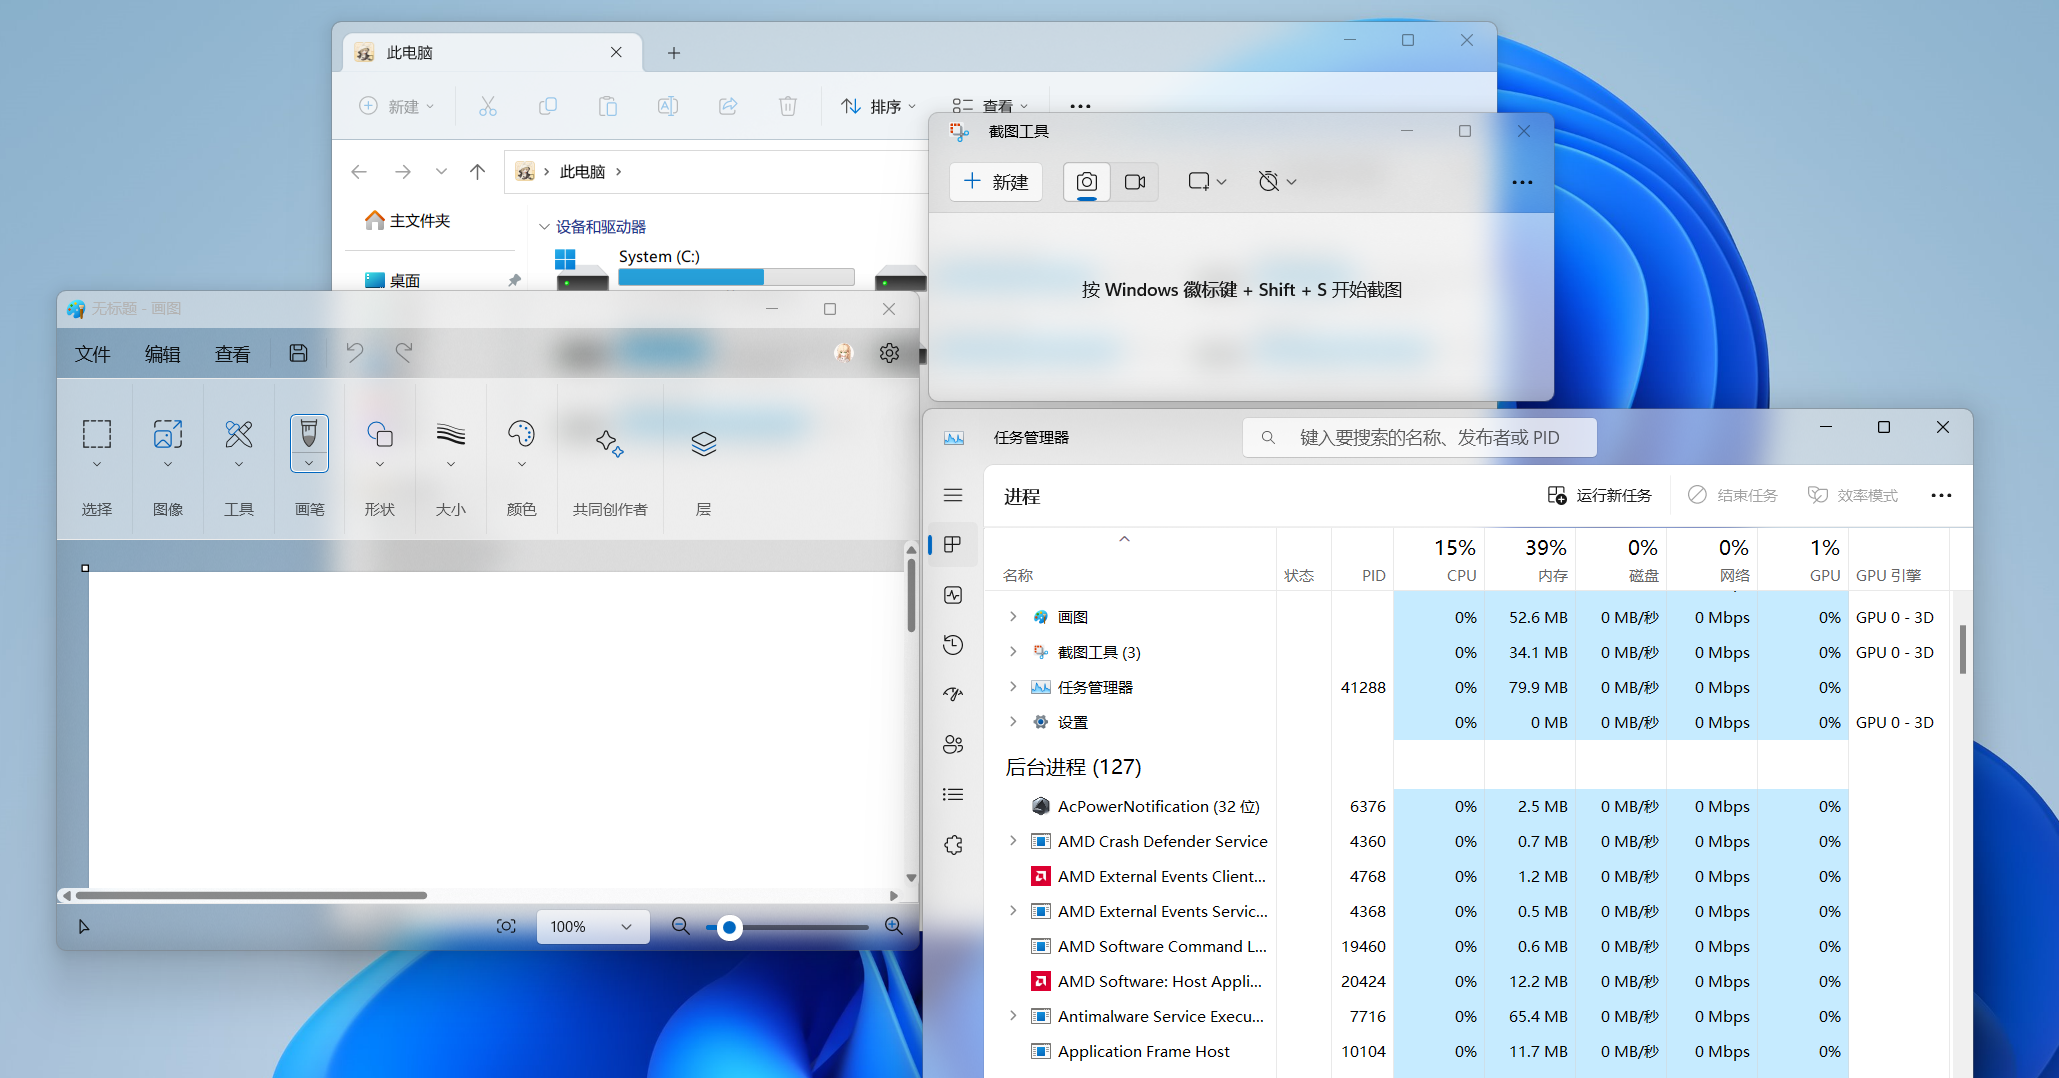 此电脑
新建
排序
查看
此电脑
主文件夹
设备和驱动器
System (C:)
桌面
截图工具
新建
按 Windows 徽标键 + Shift + S 开始截图
无标题 - 画图
文件 编辑 查看
选择 图像 工具 画笔 形状 大小 颜色 共同创作者 层
100%
任务管理器
键入要搜索的名称、发布者或 PID
进程
运行新任务 结束任务 效率模式
15% 39% 0% 0% 1%
名称 状态 PID CPU 内存 磁盘 网络 GPU GPU 引擎
画图 0% 52.6 MB 0 MB/秒 0 Mbps 0% GPU 0 - 3D
截图工具 (3) 0% 34.1 MB 0 MB/秒 0 Mbps 0% GPU 0 - 3D
任务管理器 41288 0% 79.9 MB 0 MB/秒 0 Mbps 0%
设置 0% 0 MB 0 MB/秒 0 Mbps 0% GPU 0 - 3D
后台进程 (127)
AcPowerNotification (32 位) 6376 0% 2.5 MB 0 MB/秒 0 Mbps 0%
AMD Crash Defender Service 4360 0% 0.7 MB 0 MB/秒 0 Mbps 0%
AMD External Events Client... 4768 0% 1.2 MB 0 MB/秒 0 Mbps 0%
AMD External Events Servic... 4368 0% 0.5 MB 0 MB/秒 0 Mbps 0%
AMD Software Command L... 19460 0% 0.6 MB 0 MB/秒 0 Mbps 0%
AMD Software: Host Appli... 20424 0% 12.2 MB 0 MB/秒 0 Mbps 0%
Antimalware Service Execu... 7716 0% 65.4 MB 0 MB/秒 0 Mbps 0%
Application Frame Host 10104 0% 11.7 MB 0 MB/秒 0 Mbps 0%